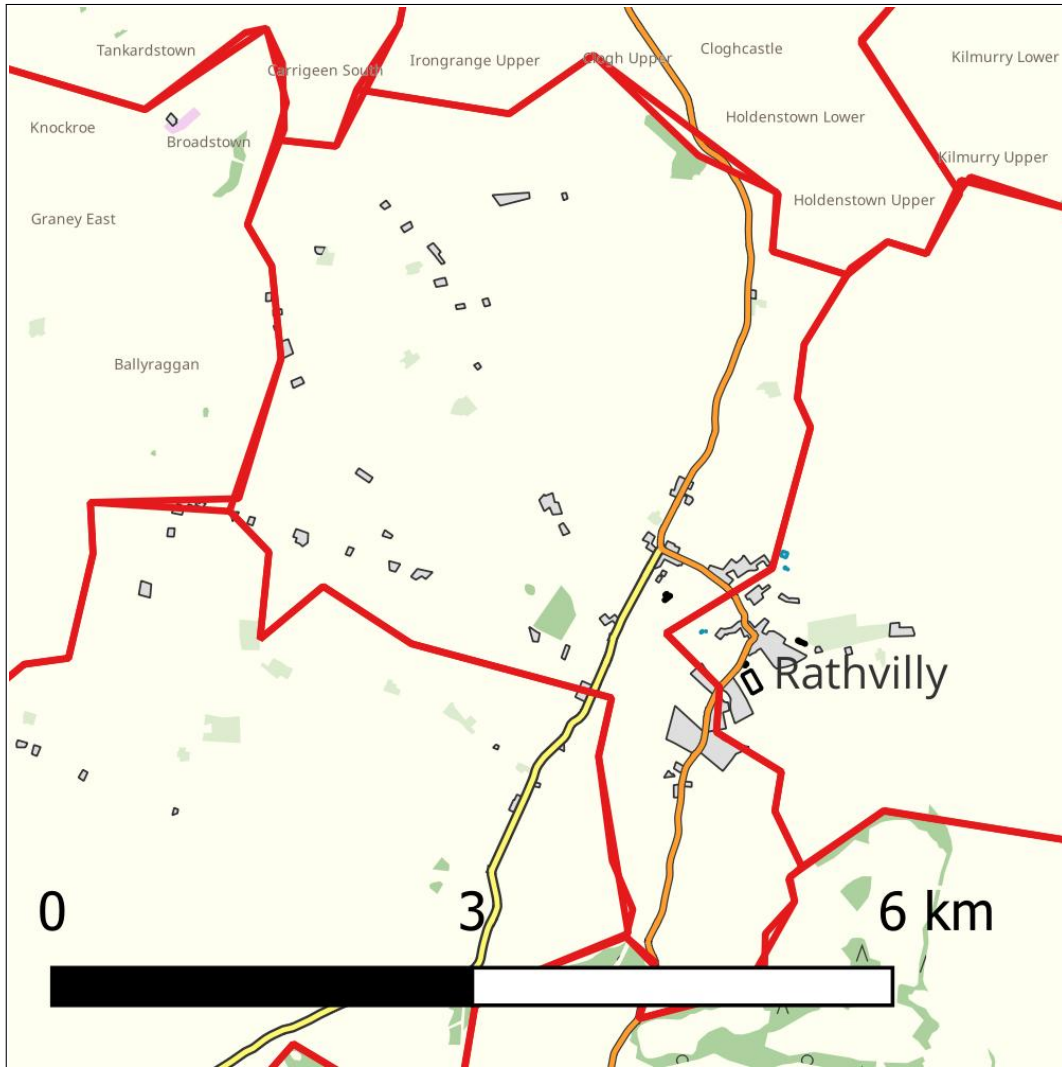 Tankardstown
Carrigeen South
Irongrange Upper
Clogh Upper
Cloghcastle
Kilmurry Lower
Knockroe
Broadstown
Holdenstown Lower
Kilmurry Upper
Graney East
Holdenstown Upper
Ballyraggan
Rathvilly
0 3 6 km